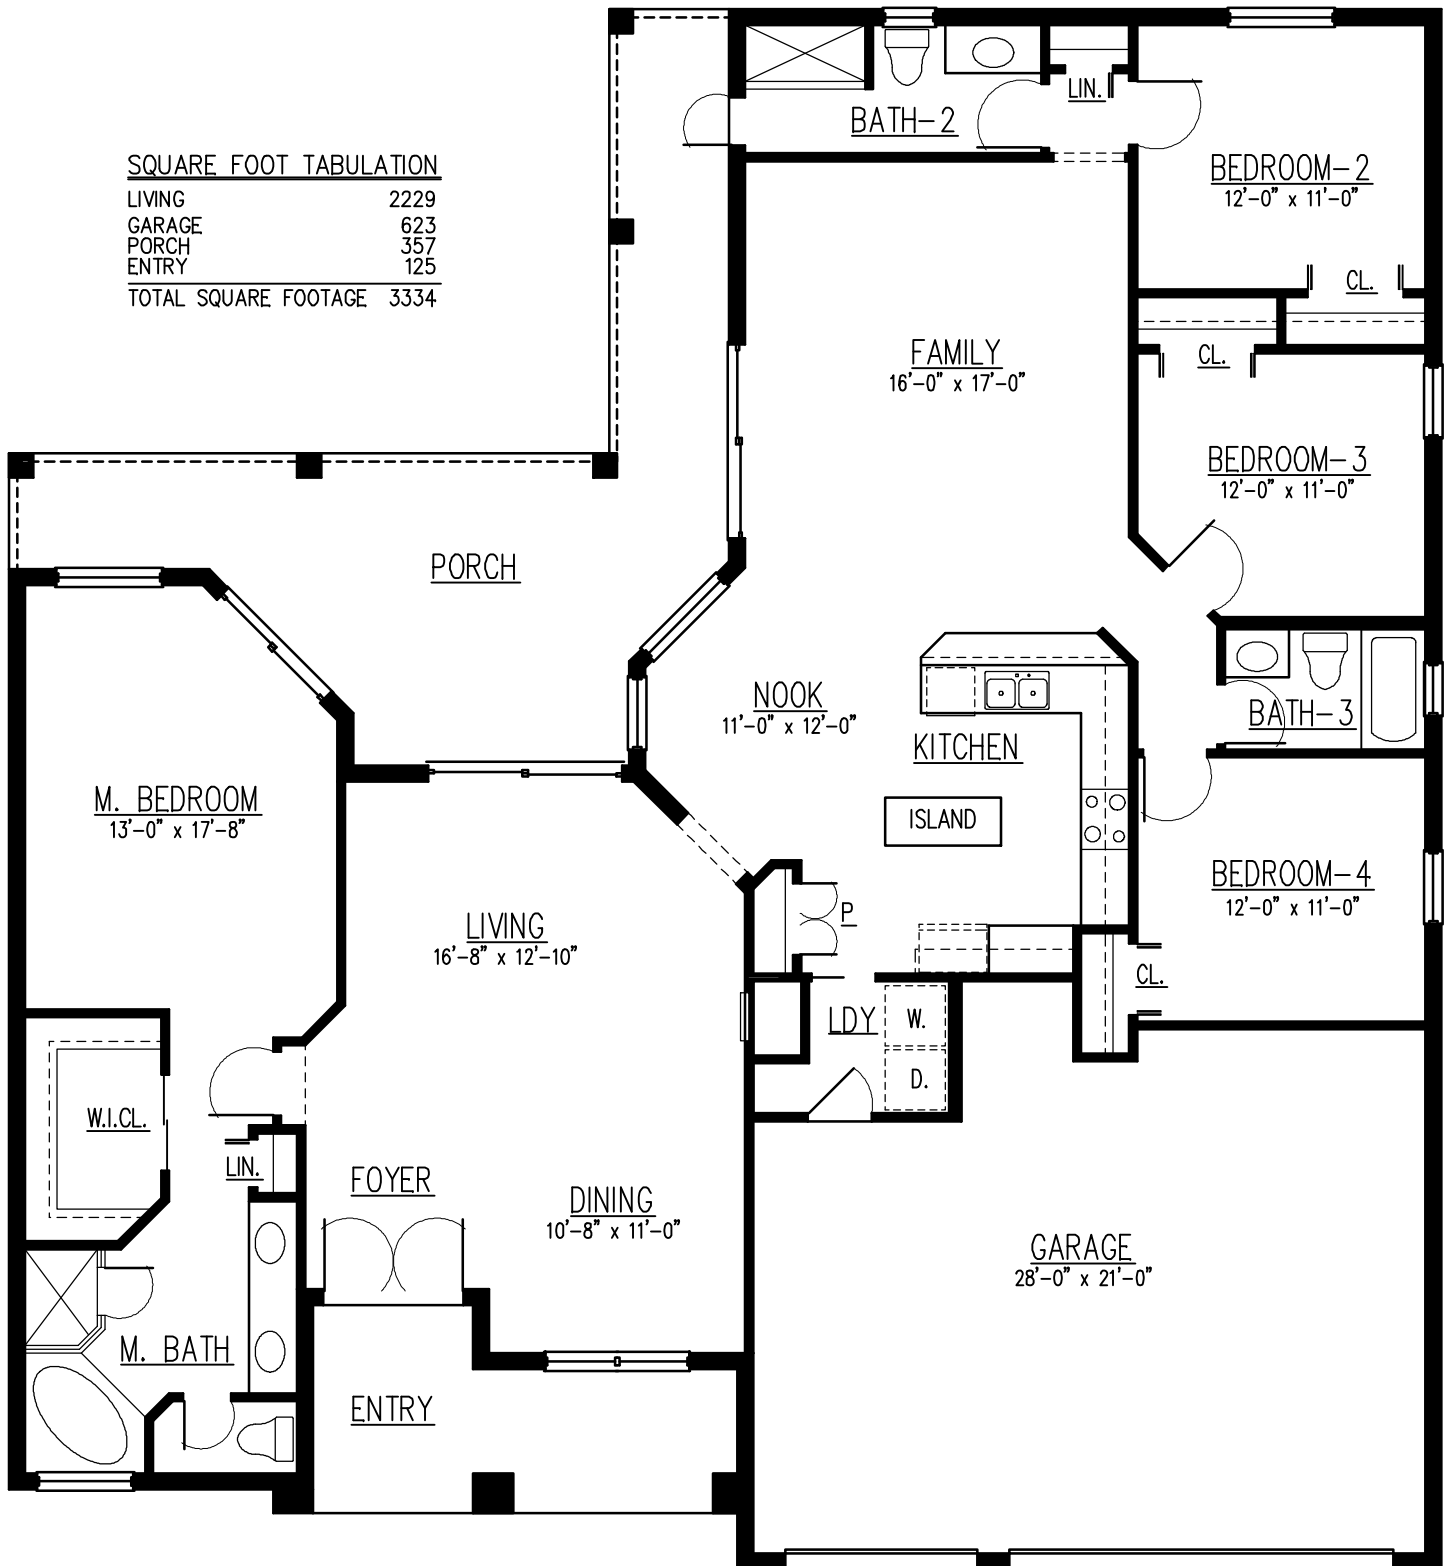 BATH-2
LIN.
SQUARE FOOT TABULATION
LIVING 2229
GARAGE 623
PORCH 357
ENTRY 125
TOTAL SQUARE FOOTAGE 3334
BEDROOM-2
12'-0" x 11'-0"
CL.
FAMILY
16'-0" x 17'-0"
CL.
BEDROOM-3
12'-0" x 11'-0"
PORCH
NOOK
11'-0" x 12'-0"
BATH-3
KITCHEN
M. BEDROOM
13'-0" x 17'-8"
ISLAND
BEDROOM-4
12'-0" x 11'-0"
LIVING
16'-8" x 12'-10"
P
CL.
LDY
W.
D.
W.I.CL.
LIN.
FOYER
DINING
10'-8" x 11'-0"
GARAGE
28'-0" x 21'-0"
M. BATH
ENTRY